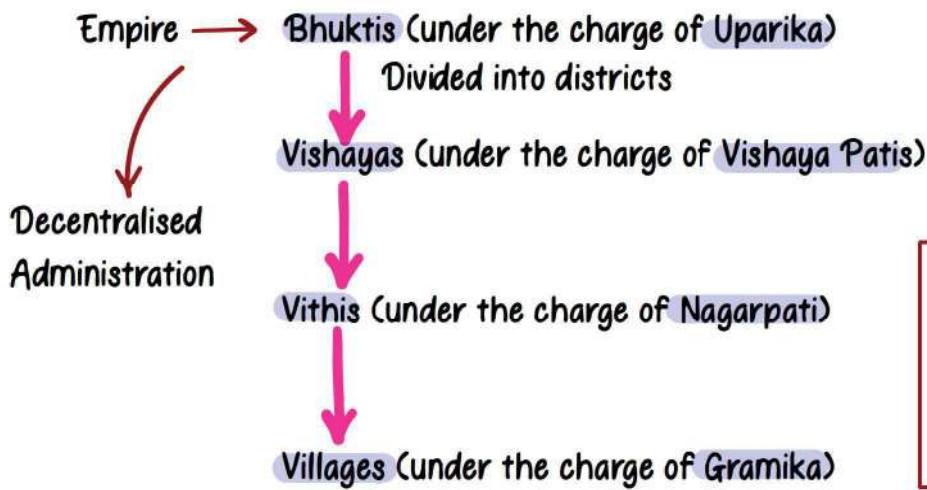 Empire → Bhuktis (under the charge of Uparika)
Divided into districts
Vishayas (under the charge of Vishaya Patis)
Decentralised
Administration
Vithis (under the charge of Nagarpati)
Villages (under the charge of Gramika)